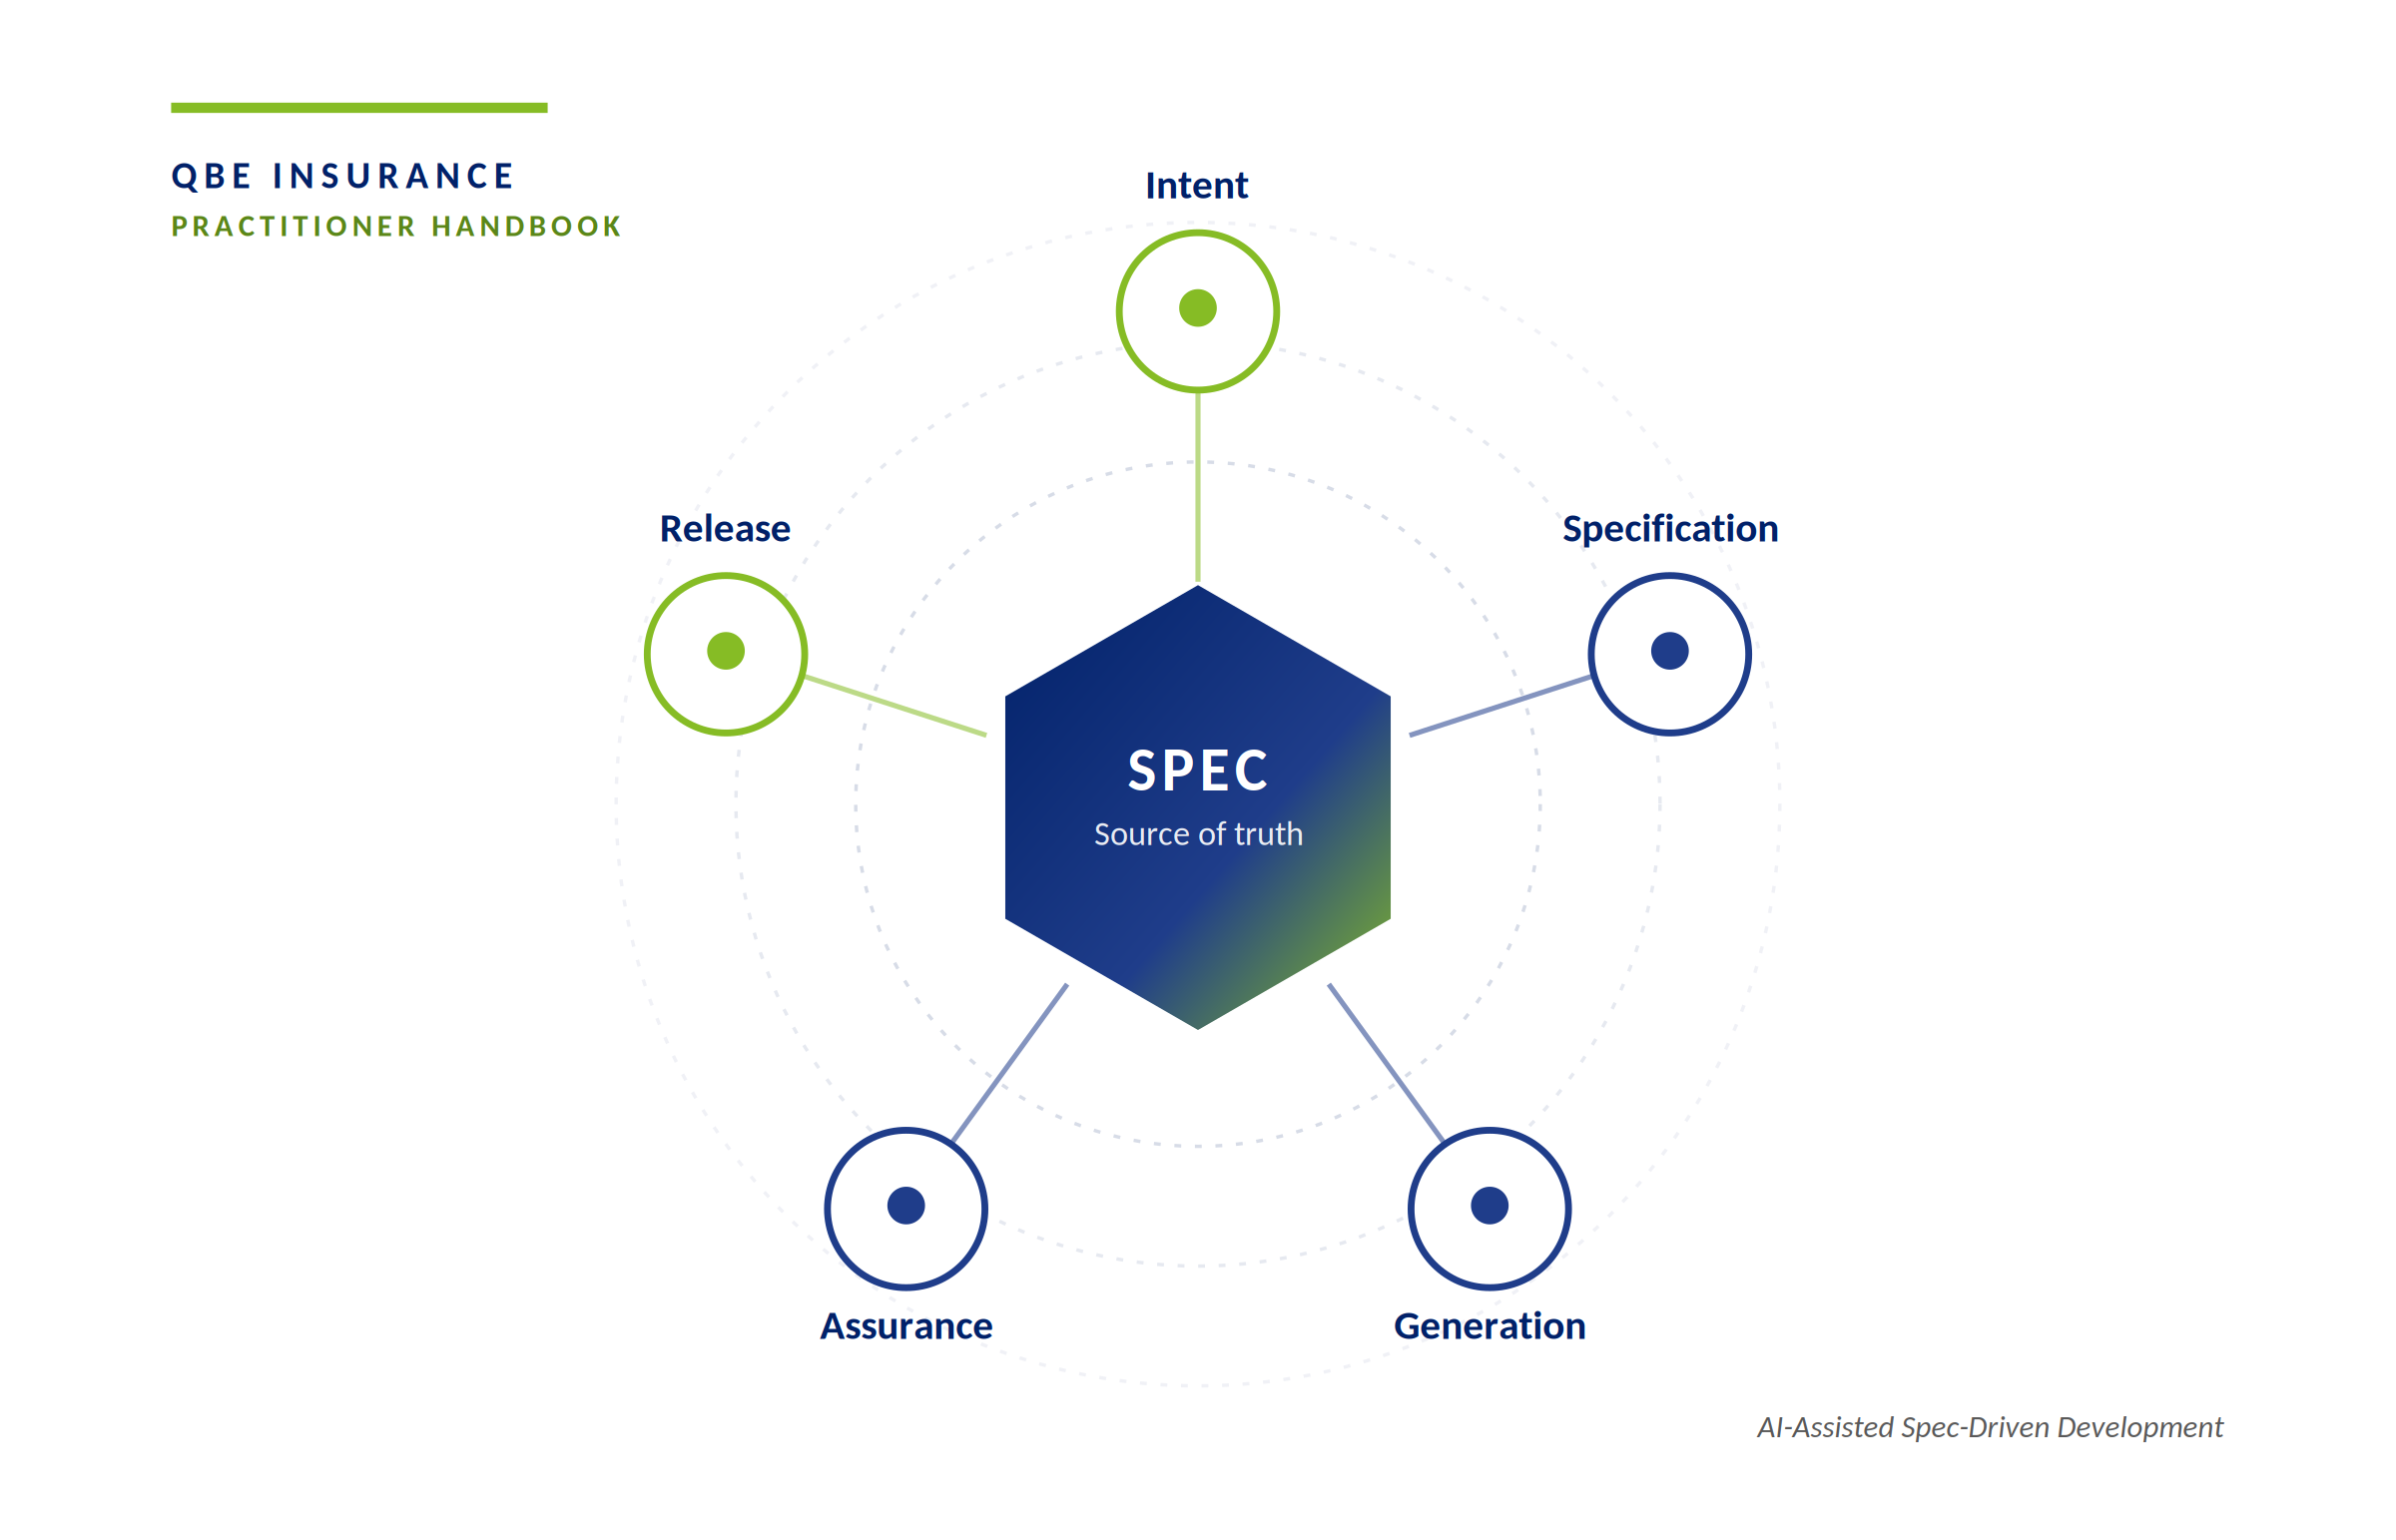 QBE INSURANCE
PRACTITIONER HANDBOOK
Intent
Release
Specification
SPEC
Source of truth
Assurance
Generation
AI-Assisted Spec-Driven Development